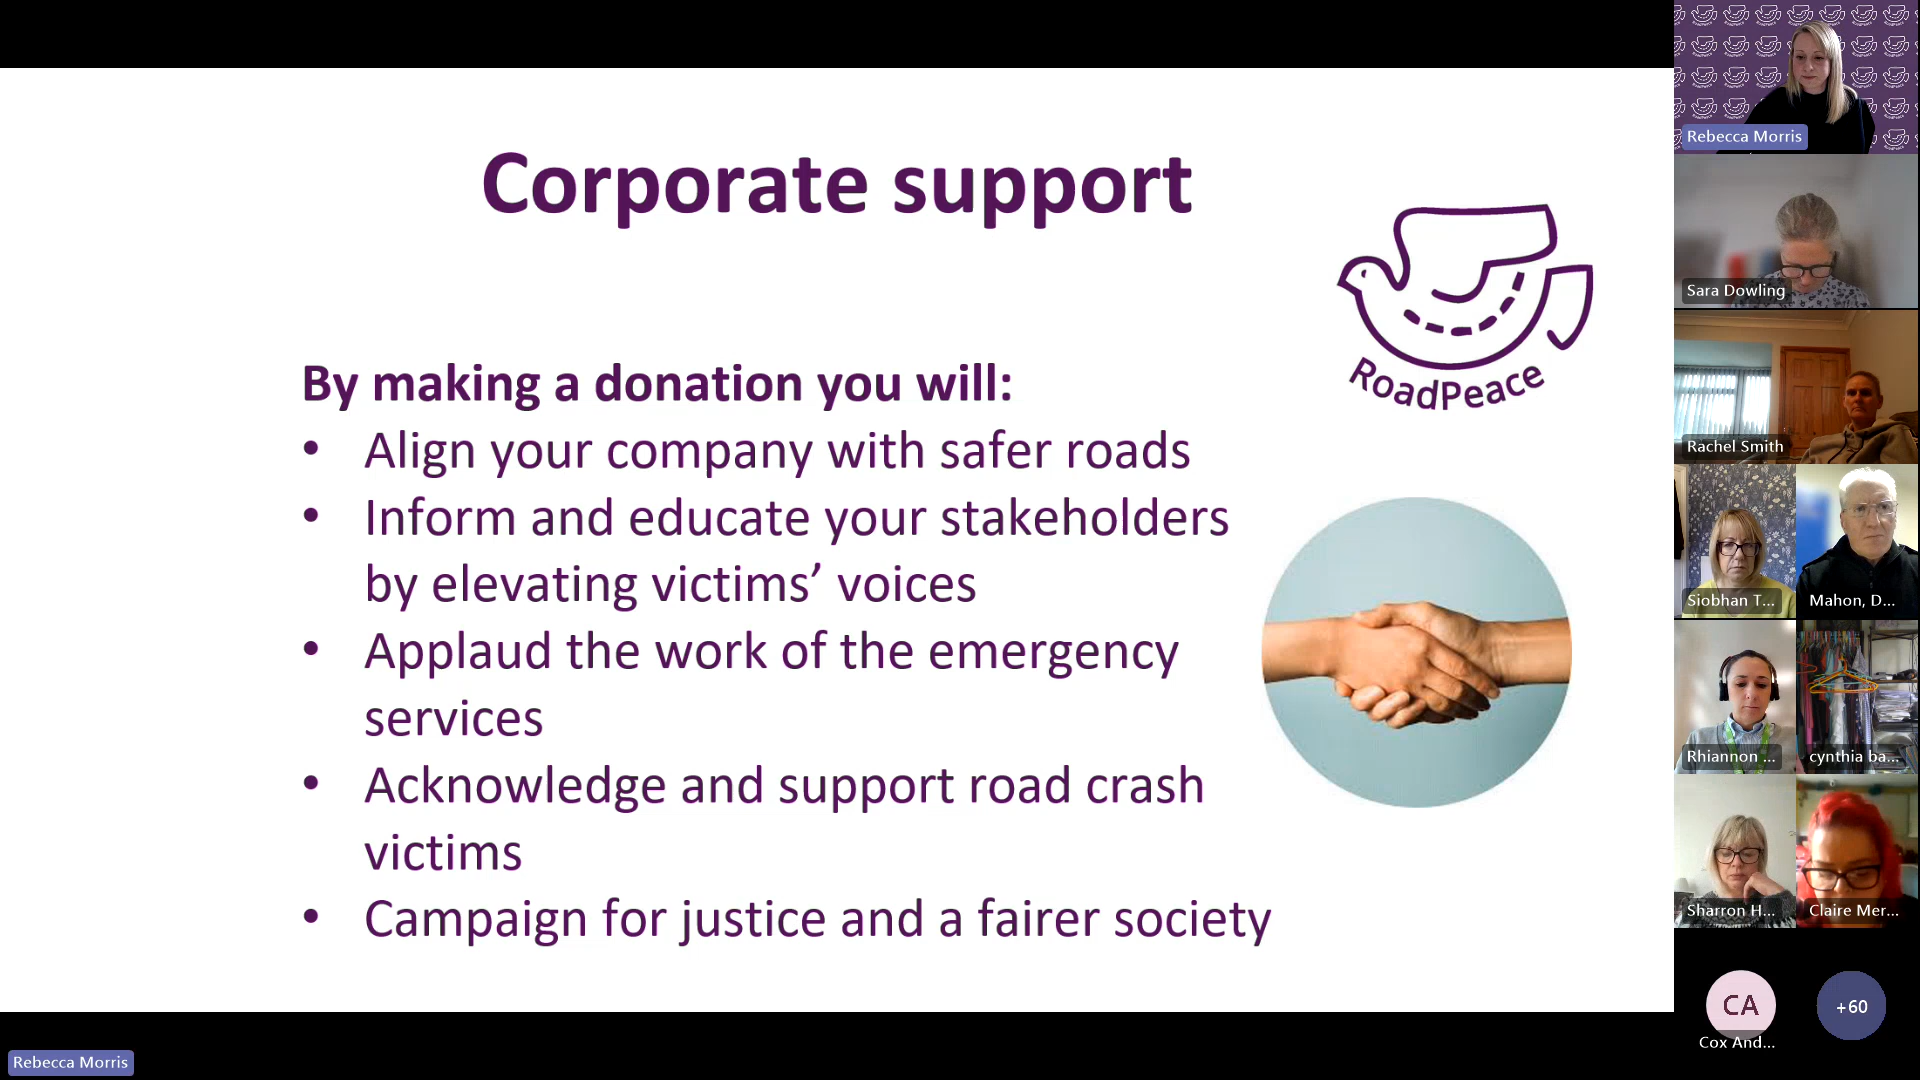 Corporate support
RoadPeace
By making a donation you will:
• Align your company with safer roads
• Inform and educate your stakeholders
by elevating victims’ voices
• Applaud the work of the emergency
services
• Acknowledge and support road crash
victims
• Campaign for justice and a fairer society
Rebecca Morris
Sara Dowling
Rachel Smith
Siobhan T...
Mahon, D...
Rhiannon ...
cynthia ba...
Sharron H...
Claire Mer...
CA
+60
Cox And...
Rebecca Morris